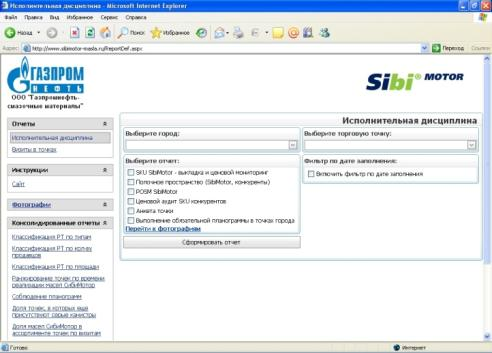 Исполнительная дисциплина - Microsoft Internet Explorer
Файл Правка Вид Избранное Сервис Справка
Назад Поиск Избранное
Адрес: http://www.sibimotor-masla.ru/ReportDef.aspx Переход Ссылки
ГАЗПРОМ
НЕФТЬ
ООО "Газпромнефть-
смазочные материалы"
Sibi® MOTOR
Исполнительная дисциплина
Отчеты
Исполнительная дисциплина
Визиты в точках
Инструкции
Сайт
Фотографии
Консолидированные отчеты
Классификация РТ по типам
Классификация РТ по кол-ву
продавцов
Классификация РТ по площади
Ранжирование точек по времени
реализации масел СибиМотор
Соблюдение планограмм
Доля точек, в которых еще
присутствуют серые канистры
Доля масел СибиМотор в
ассортименте точек по визитам
Выберите город:
Выберите торговую точку:
Выберите отчет:
SKU SibiMotor - выкладка и ценовой мониторинг
Полочное пространство (SibiMotor, конкуренты)
POSM SibiMotor
Ценовой аудит SKU конкурентов
Анкета точки
Выполнение обязательной планограммы в точках города
Перейти к фотографиям
Сформировать отчет
Фильтр по дате заполнения:
Включить фильтр по дате заполнения
Готово Интернет